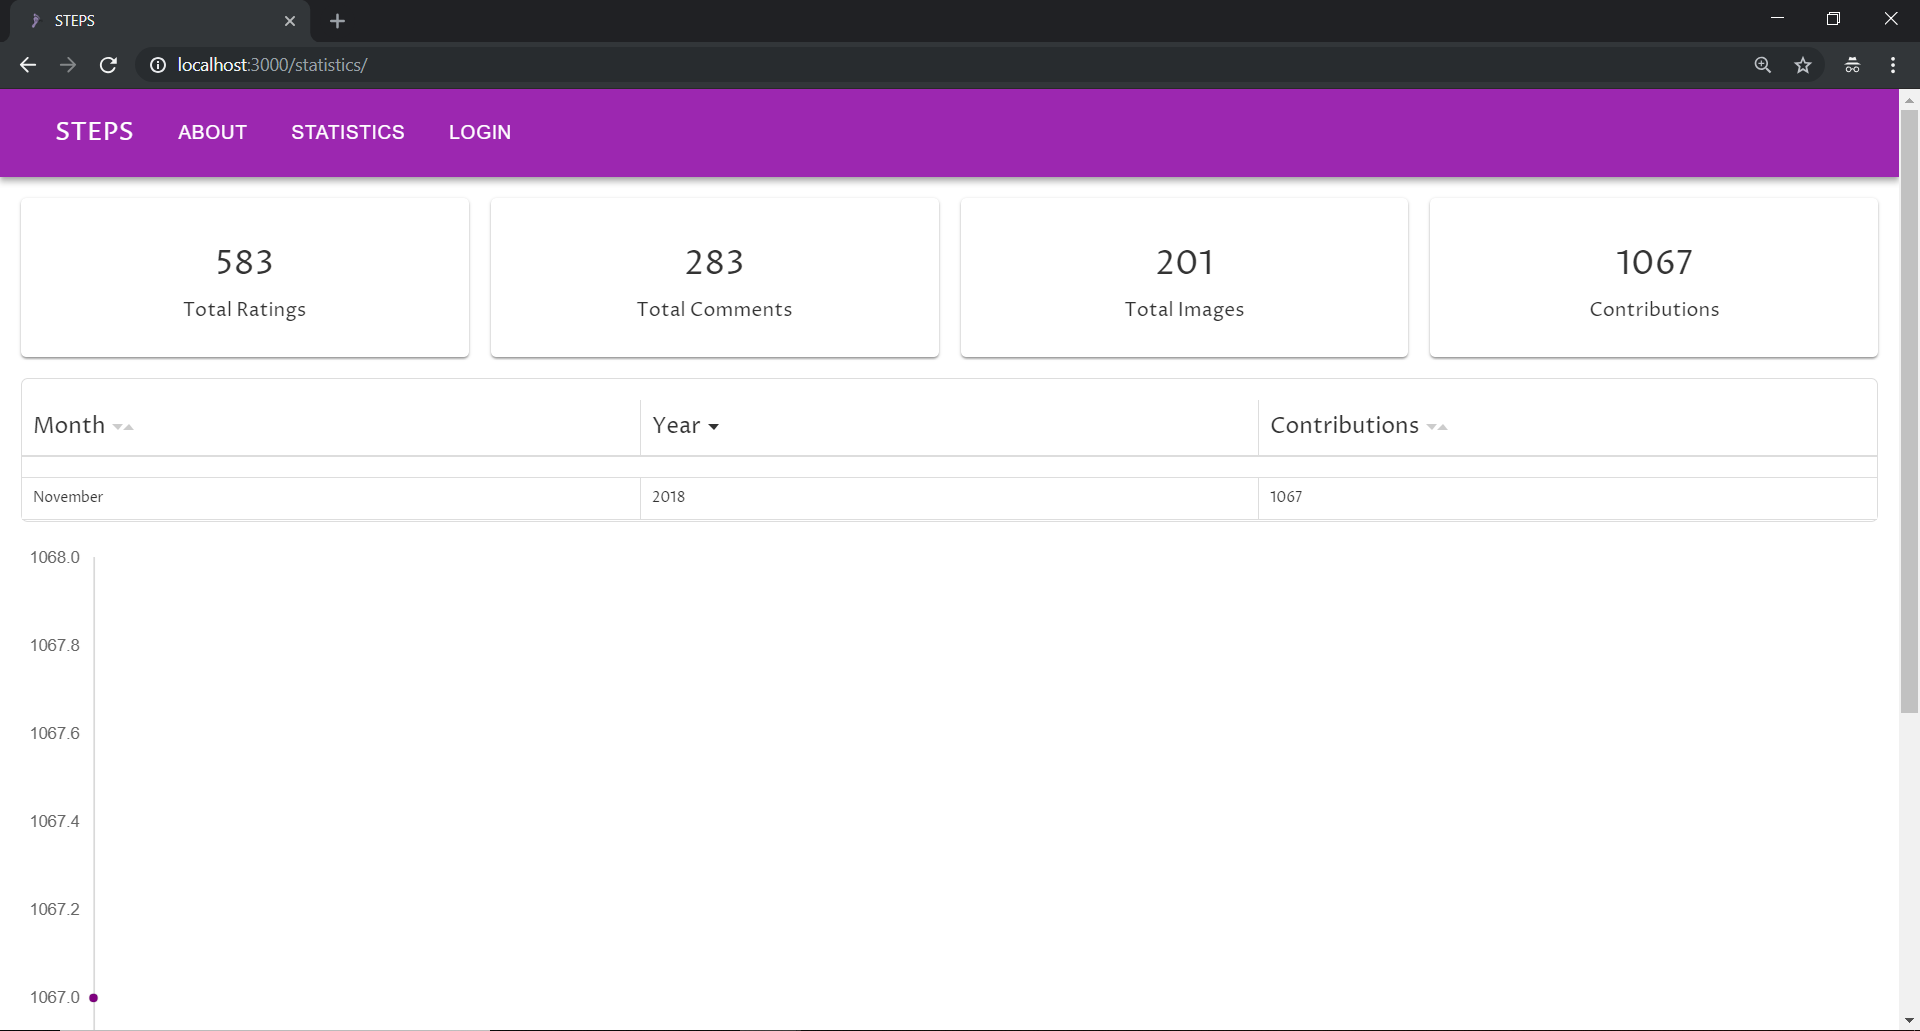 STEPS
localhost:3000/statistics/
STEPS ABOUT STATISTICS LOGIN
583 283 201 1067
Total Ratings Total Comments Total Images Contributions
Month Year Contributions
November 2018 1067
1068.0
1067.8
1067.6
1067.4
1067.2
1067.0